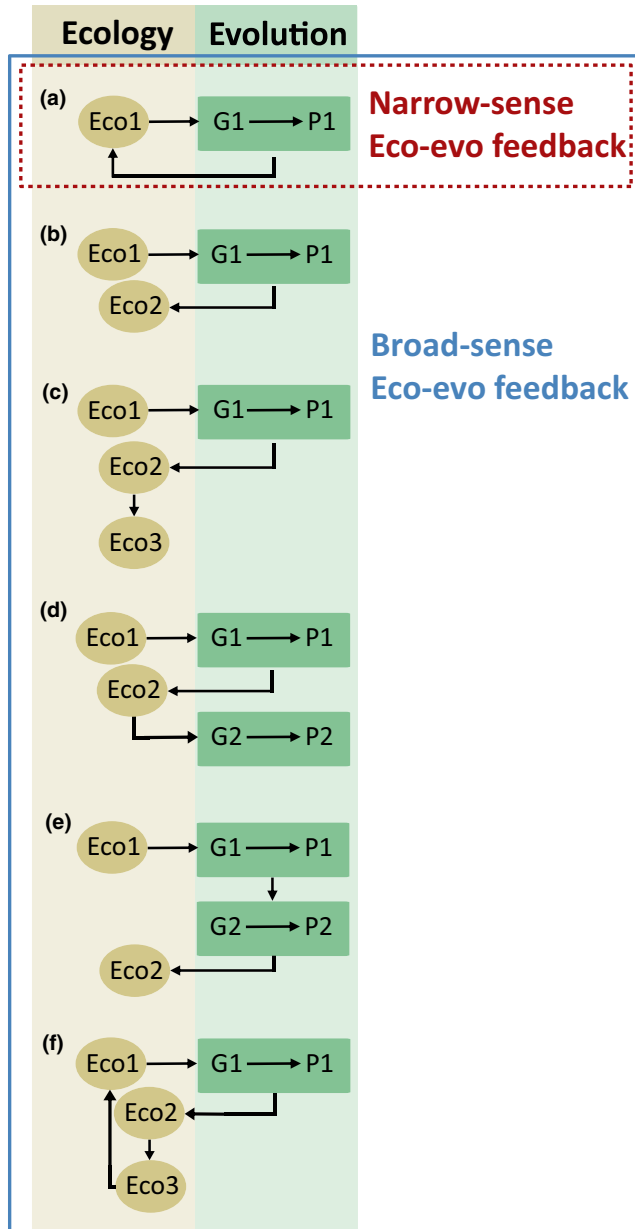 Ecology Evolution
(a)
Eco1 G1 P1
Narrow-sense
Eco-evo feedback
(b)
Eco1 G1 P1
Eco2
Broad-sense
Eco-evo feedback
(c)
Eco1 G1 P1
Eco2
Eco3
(d)
Eco1 G1 P1
Eco2
G2 P2
(e)
Eco1 G1 P1
G2 P2
Eco2
(f)
Eco1 G1 P1
Eco2
Eco3